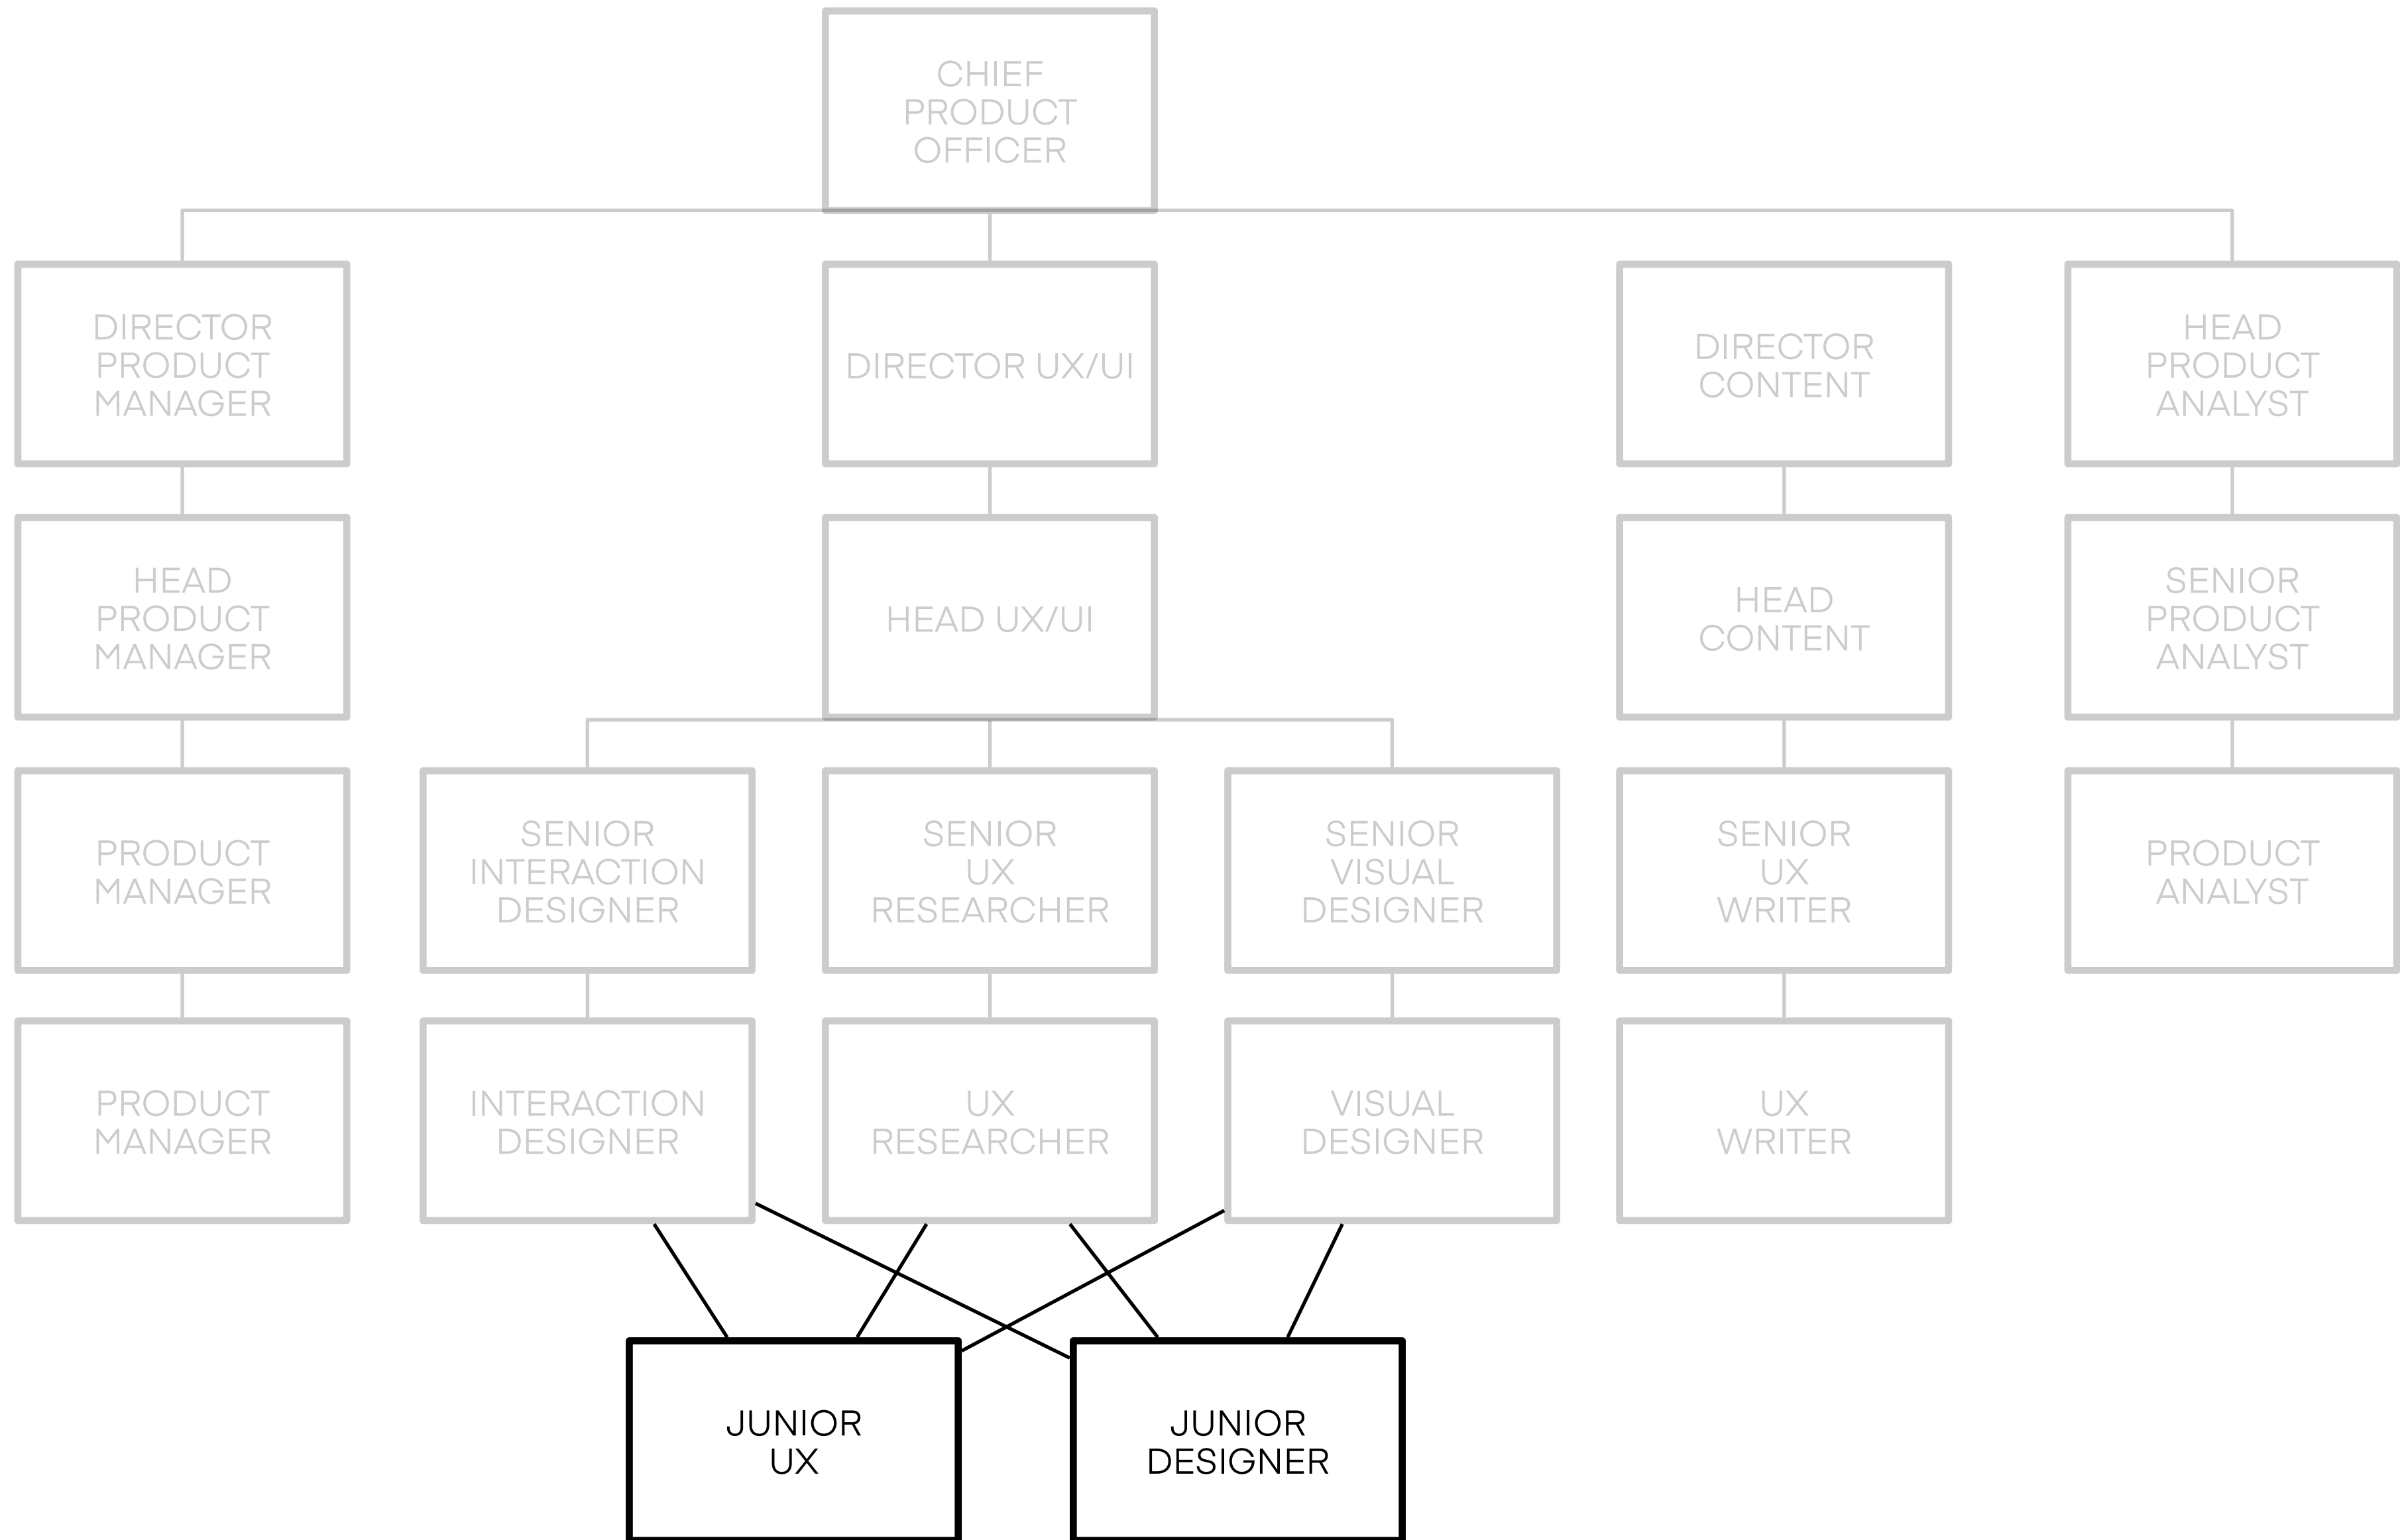 CHIEF
PRODUCT
OFFICER
DIRECTOR
PRODUCT
MANAGER
DIRECTOR UX/UI
DIRECTOR
CONTENT
HEAD
PRODUCT
ANALYST
HEAD
PRODUCT
MANAGER
HEAD UX/UI
HEAD
CONTENT
SENIOR
PRODUCT
ANALYST
PRODUCT
MANAGER
SENIOR
INTERACTION
DESIGNER
SENIOR
UX
RESEARCHER
SENIOR
VISUAL
DESIGNER
SENIOR
UX
WRITER
PRODUCT
ANALYST
PRODUCT
MANAGER
INTERACTION
DESIGNER
UX
RESEARCHER
VISUAL
DESIGNER
UX
WRITER
JUNIOR
UX
JUNIOR
DESIGNER